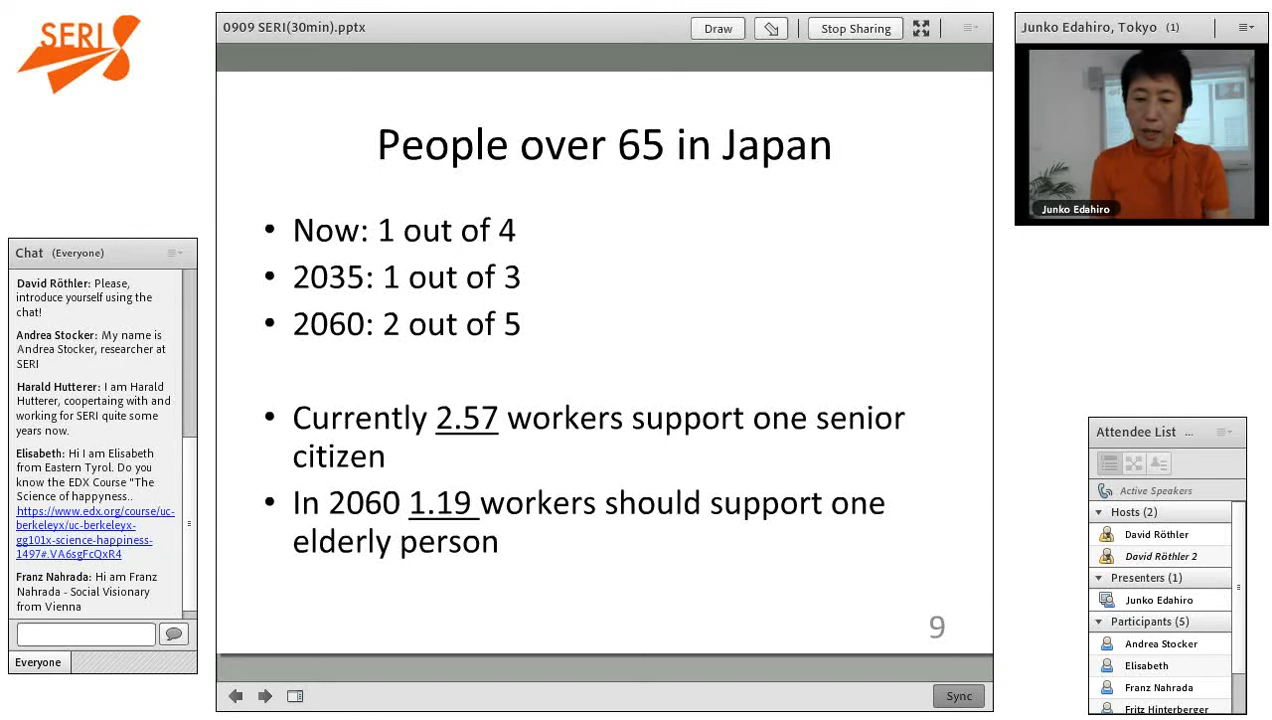 SERI
0909 SERI(30min).pptx
Draw
Stop Sharing
Junko Edahiro, Tokyo (1)
Junko Edahiro
People over 65 in Japan
• Now: 1 out of 4
• 2035: 1 out of 3
• 2060: 2 out of 5
• Currently 2.57 workers support one senior
citizen
• In 2060 1.19 workers should support one
elderly person
9
Sync
Chat (Everyone)
David Röthler: Please,
introduce yourself using the
chat!
Andrea Stocker: My name is
Andrea Stocker, researcher at
SERI
Harald Hutterer: I am Harald
Hutterer, coopertaing with and
working for SERI quite some
years now.
Elisabeth: Hi I am Elisabeth
from Eastern Tyrol. Do you
know the EDX Course "The
Science of happyness..
https://www.edx.org/course/uc-
berkeleyx/uc-berkeleyx-
gg101x-science-happiness-
1497#.VA6sgFcQxR4
Franz Nahrada: Hi am Franz
Nahrada - Social Visionary
from Vienna
Everyone
Attendee List ...
Active Speakers
Hosts (2)
David Röthler
David Röthler 2
Presenters (1)
Junko Edahiro
Participants (5)
Andrea Stocker
Elisabeth
Franz Nahrada
Fritz Hinterberger